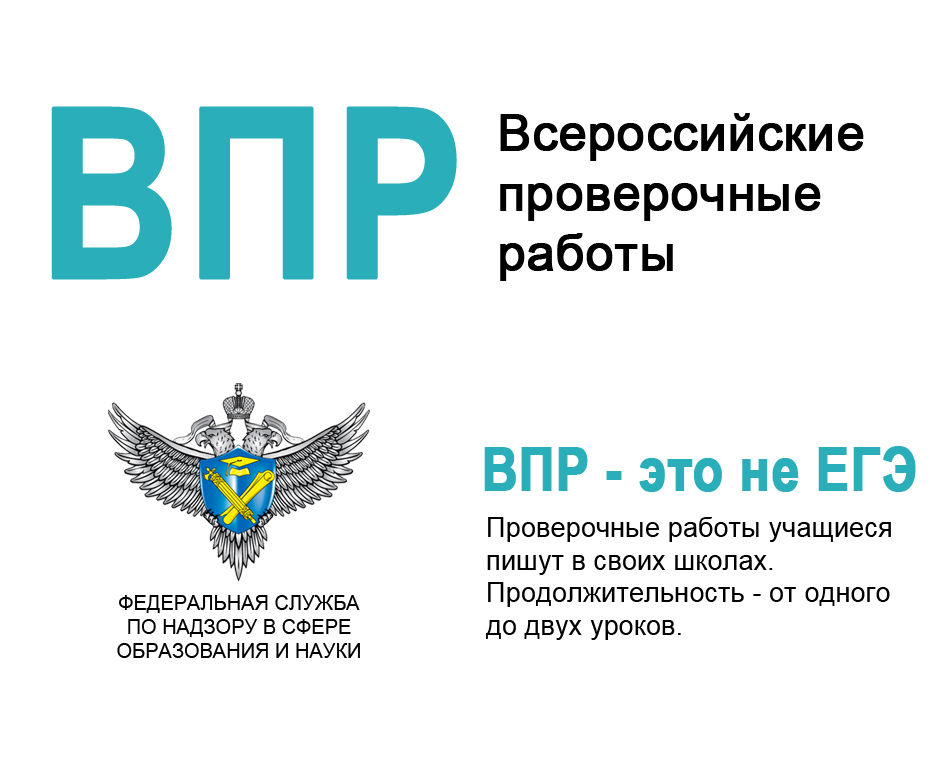 ВПР
Всероссийские
проверочные
работы
ФЕДЕРАЛЬНАЯ СЛУЖБА
ПО НАДЗОРУ В СФЕРЕ
ОБРАЗОВАНИЯ И НАУКИ
ВПР - это не ЕГЭ
Проверочные работы учащиеся
пишут в своих школах.
Продолжительность - от одного
до двух уроков.